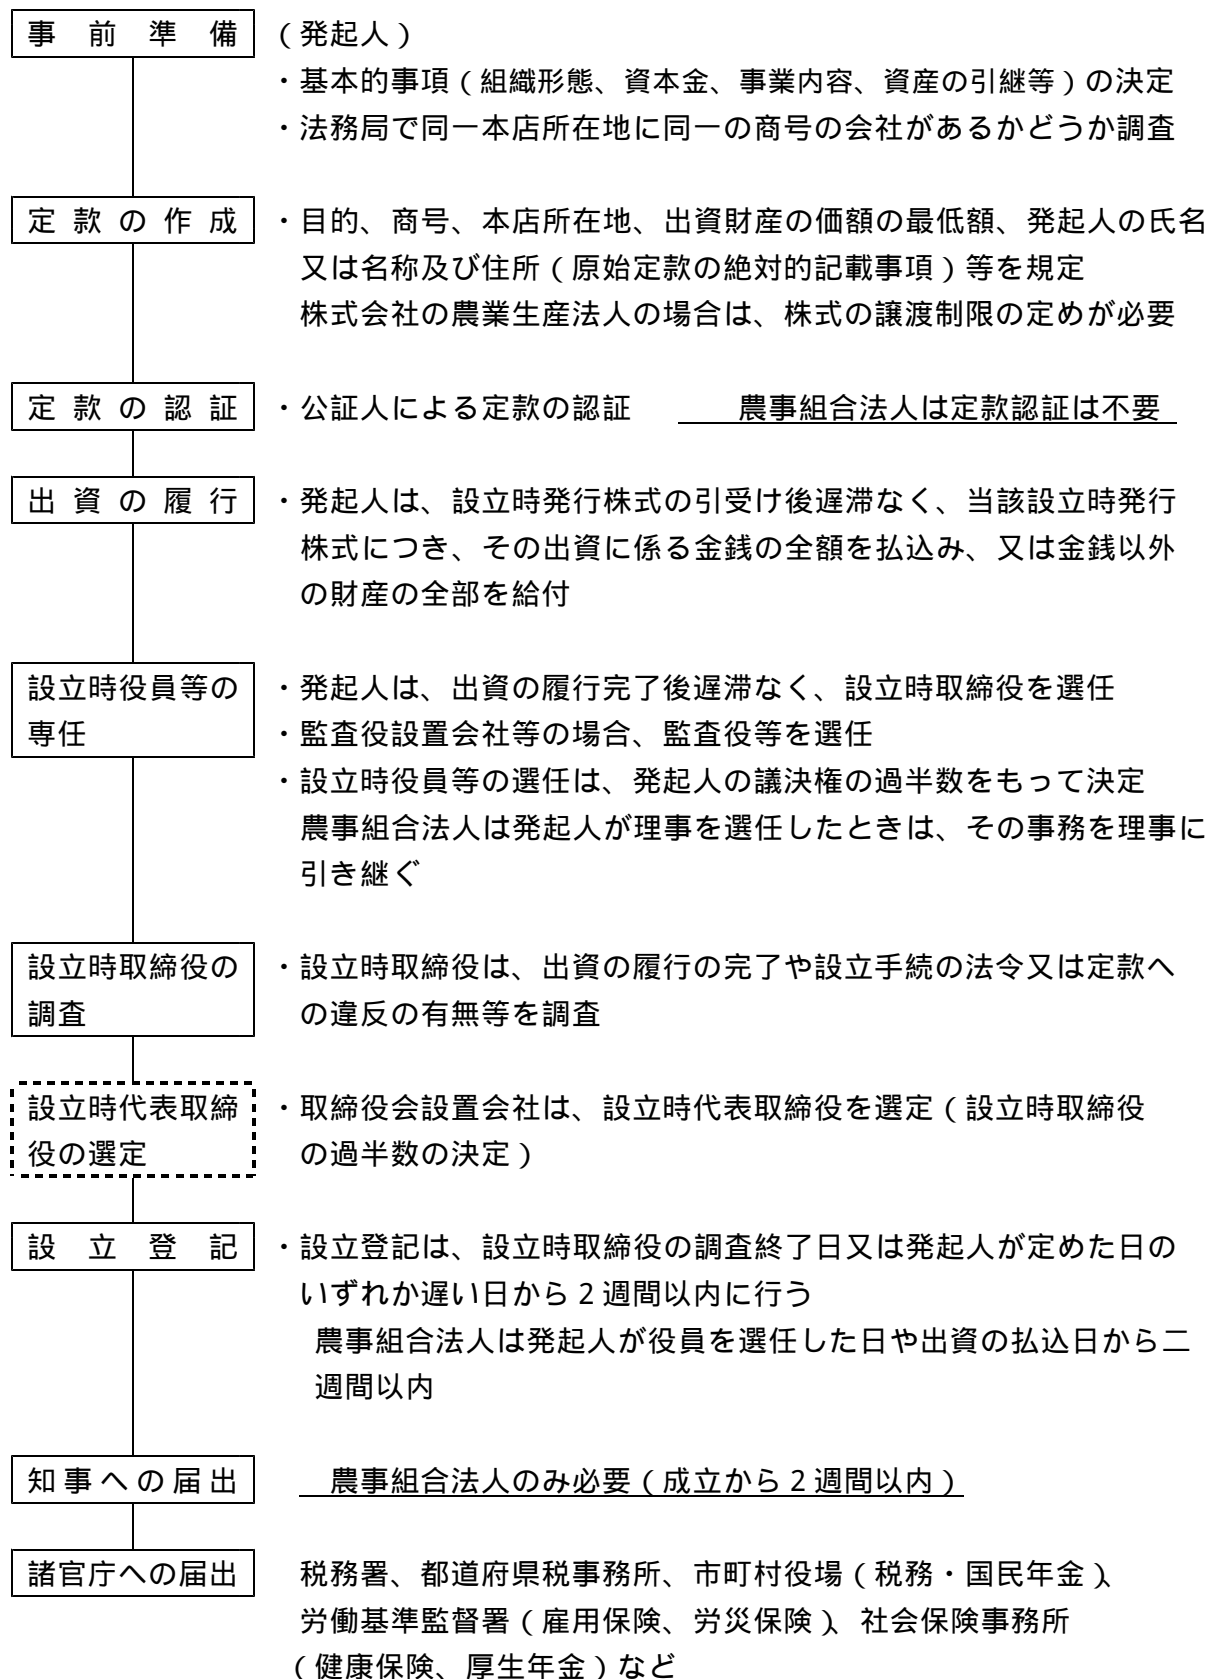 事前準備 (発起人)
・基本的事項(組織形態、資本金、事業内容、資産の引継等)の決定
・法務局で同一本店所在地に同一の商号の会社があるかどうか調査
定款の作成 ・目的、商号、本店所在地、出資財産の価額の最低額、発起人の氏名
又は名称及び住所(原始定款の絶対的記載事項)等を規定
株式会社の農業生産法人の場合は、株式の譲渡制限の定めが必要
定款の認証 ・公証人による定款の認証 農事組合法人は定款認証は不要
出資の履行 ・発起人は、設立時発行株式の引受け後遅滞なく、当該設立時発行
株式につき、その出資に係る金銭の全額を払込み、又は金銭以外
の財産の全部を給付
設立時役員等の ・発起人は、出資の履行完了後遅滞なく、設立時取締役を選任
専任 ・監査役設置会社等の場合、監査役等を選任
・設立時役員等の選任は、発起人の議決権の過半数をもって決定
農事組合法人は発起人が理事を選任したときは、その事務を理事に
引き継ぐ
設立時取締役の ・設立時取締役は、出資の履行の完了や設立手続の法令又は定款へ
調査 の違反の有無等を調査
設立時代表取締 ・取締役会設置会社は、設立時代表取締役を選定(設立時取締役
役の選定 の過半数の決定)
設立登記 ・設立登記は、設立時取締役の調査終了日又は発起人が定めた日の
いずれか遅い日から2週間以内に行う
農事組合法人は発起人が役員を選任した日や出資の払込日から二
週間以内
知事への届出 農事組合法人のみ必要(成立から2週間以内)
諸官庁への届出 税務署、都道府県税事務所、市町村役場(税務・国民年金)、
労働基準監督署(雇用保険、労災保険)、社会保険事務所
(健康保険、厚生年金)など